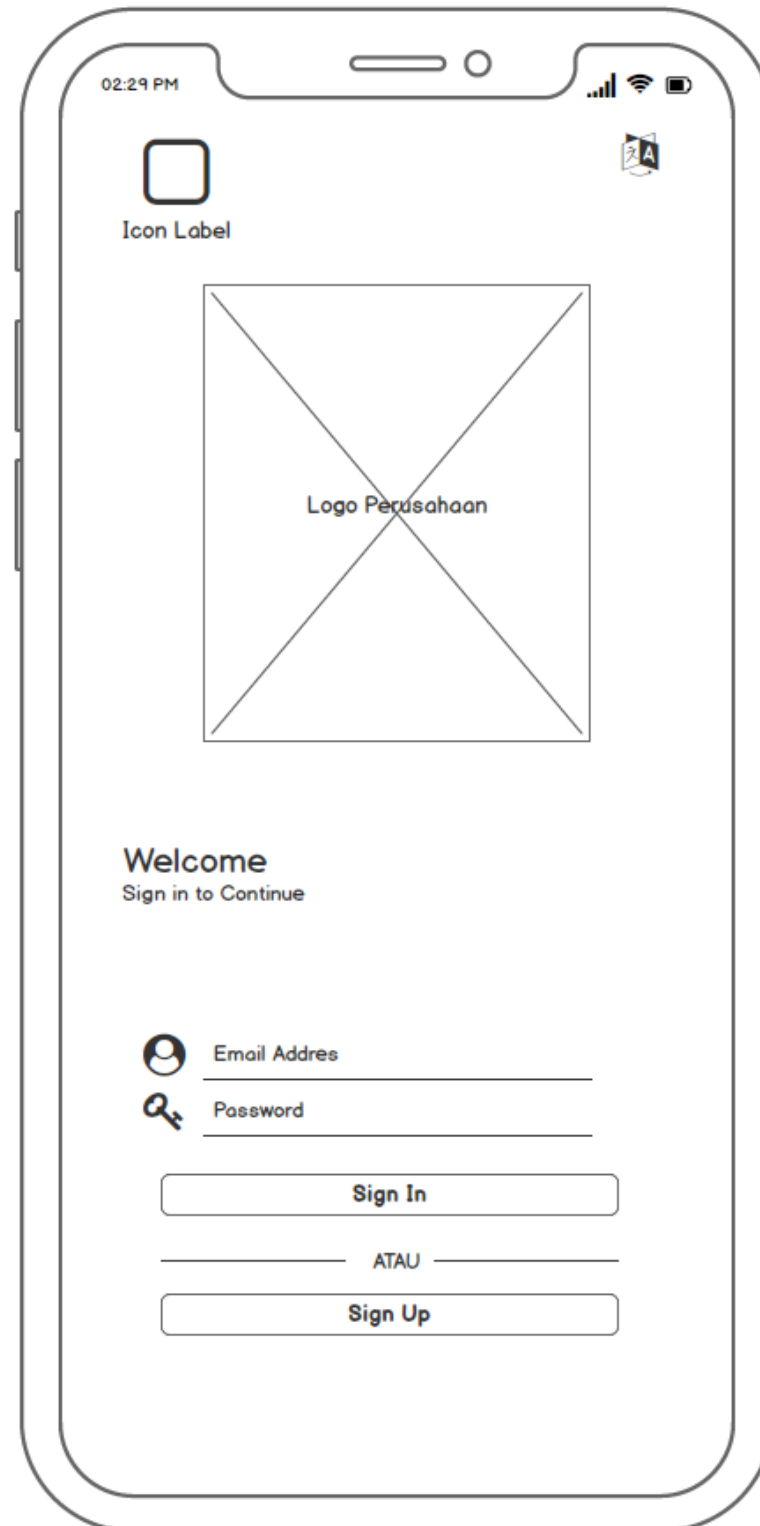 02:29 PM
Icon Label
Logo Perusahaan
Welcome
Sign in to Continue
Email Addres
Password
Sign In
ATAU
Sign Up